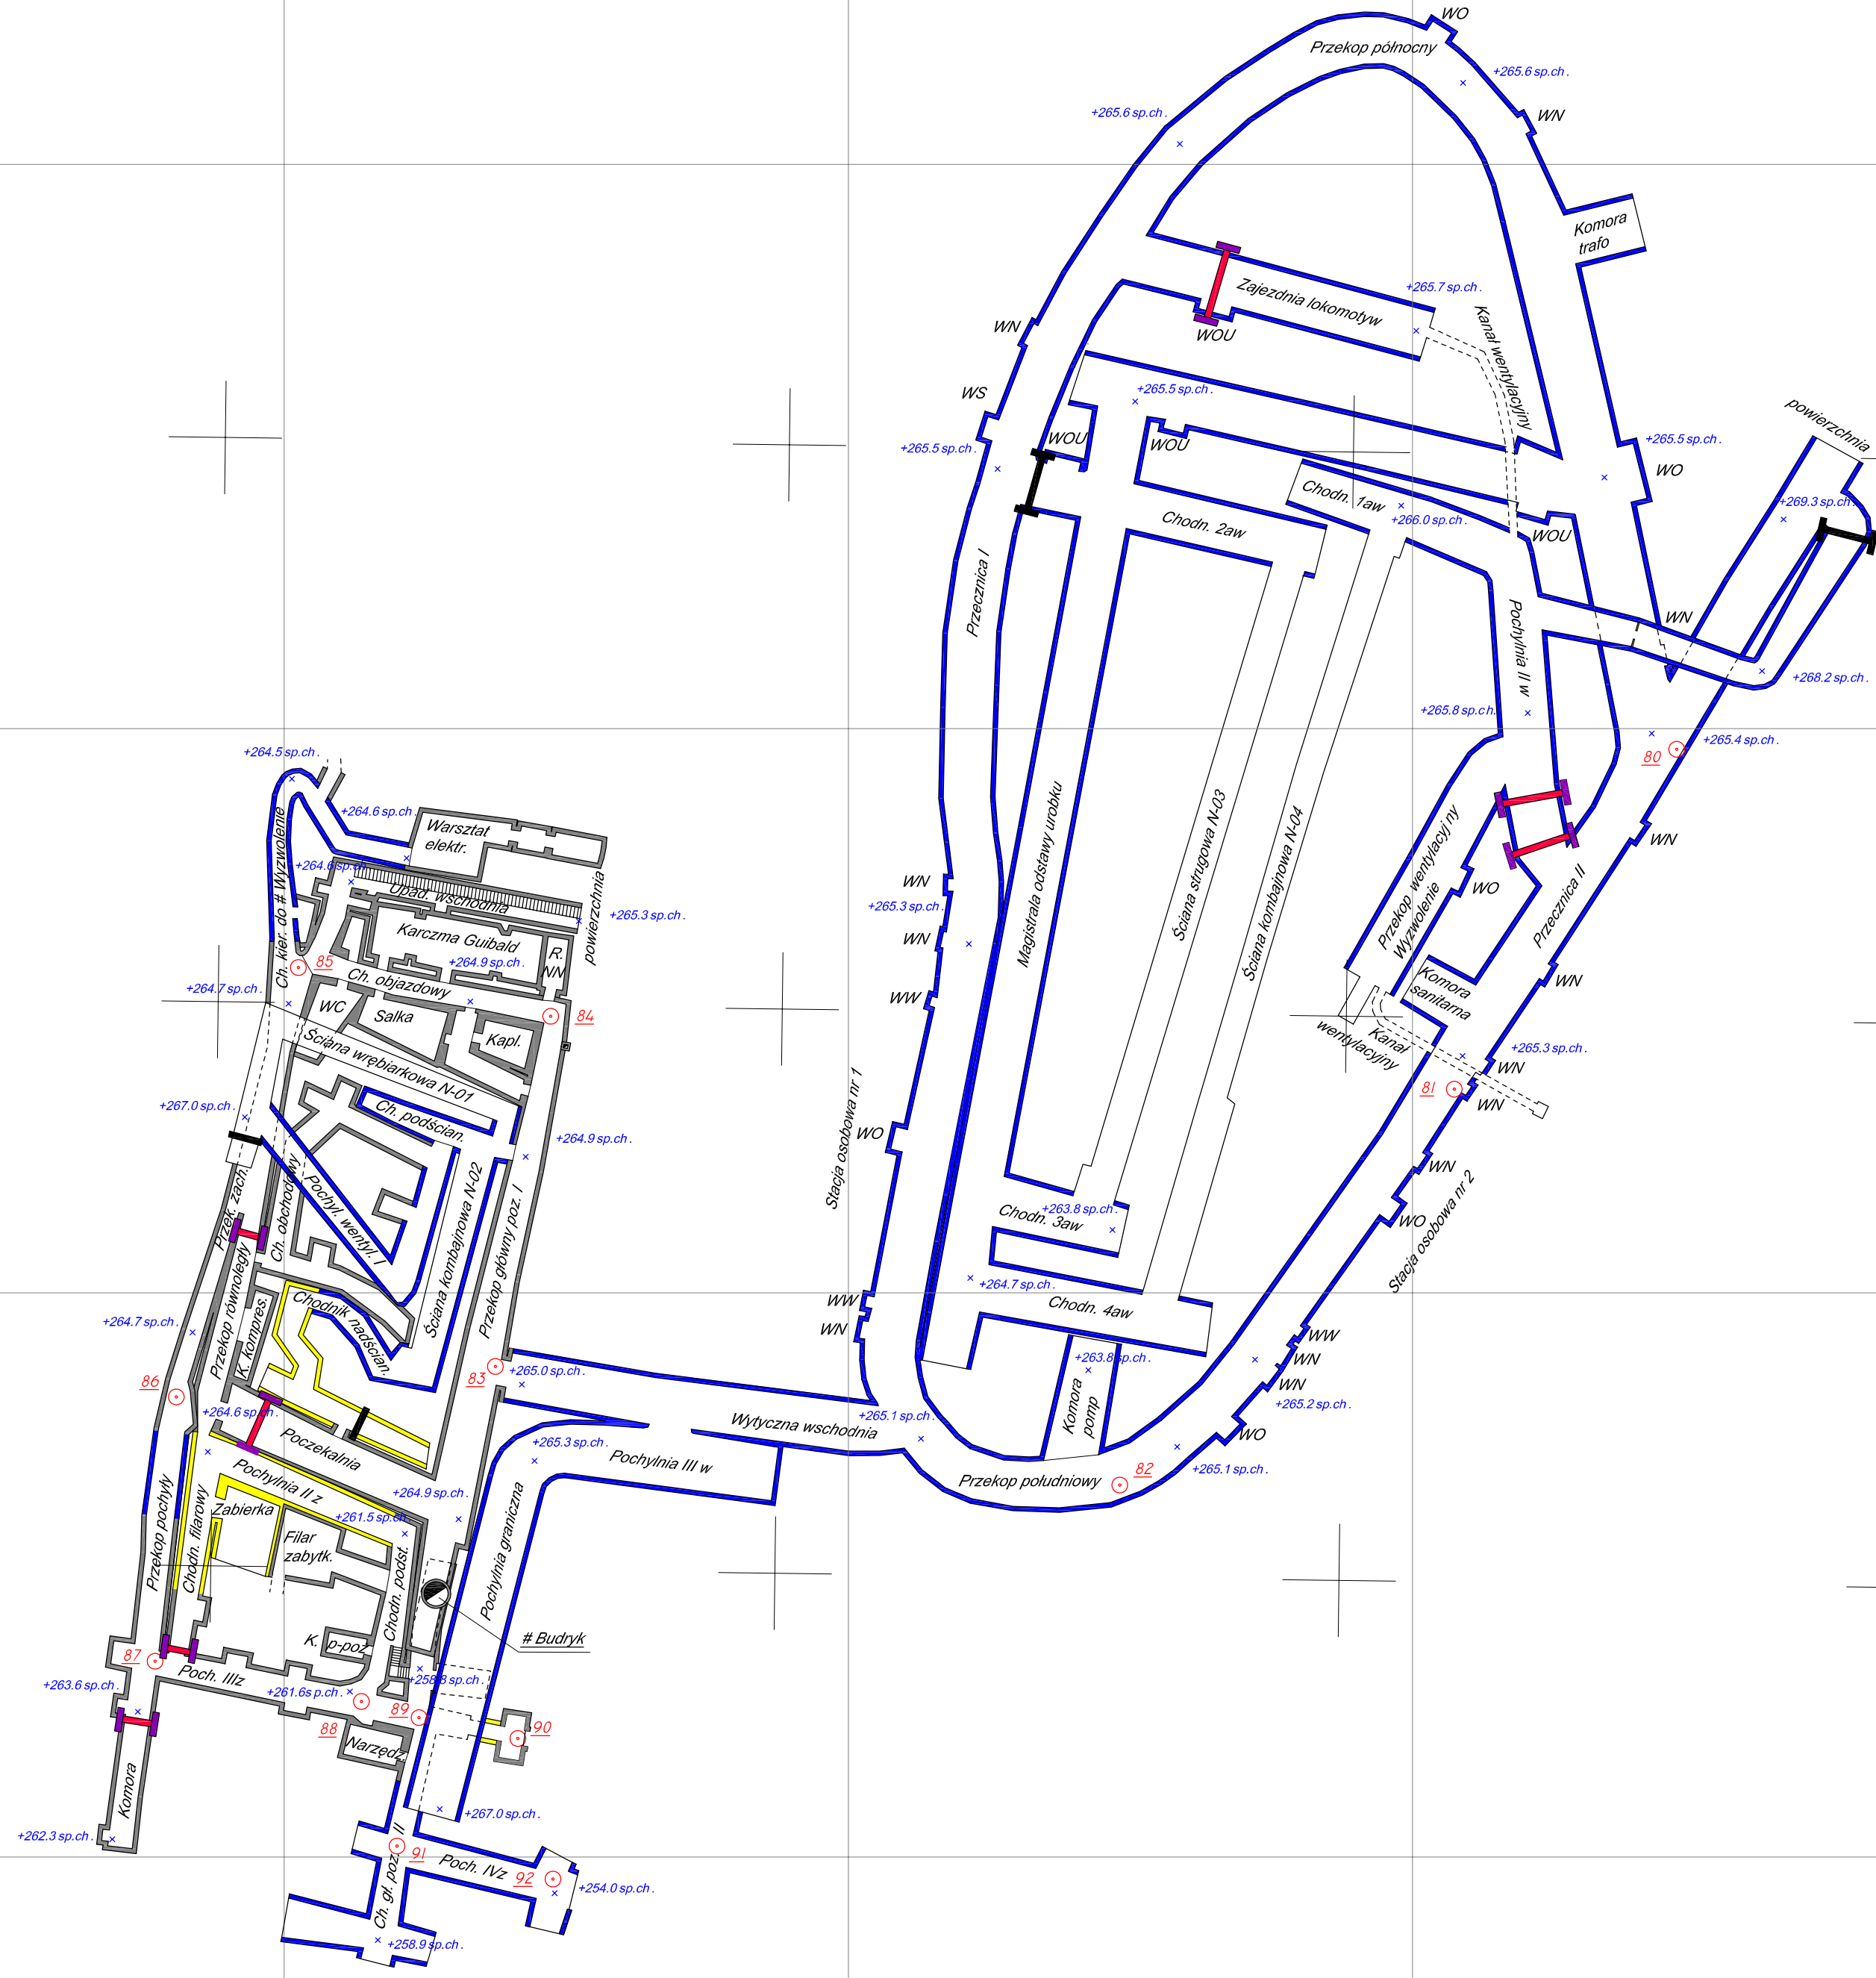 WO
Przekop północny
+265.6 sp.ch.
+265.6 sp.ch.
WN
Komora
trafo
+265.7 sp.ch.
Zajezdnia lokomotyw
WOU
Kanał wentylacyjny
WN
WS
+265.5 sp.ch.
WOU
WOU
+265.5 sp.ch.
+265.5 sp.ch.
WO
powierzchnia
+269.3 sp.ch.
Chodn. 1aw
+266.0 sp.ch.
Chodn. 2aw
WOU
Przecznica I
Pochylnia II w
WN
+268.2 sp.ch.
+265.8 sp.ch.
+265.4 sp.ch.
80
WN
Magistrala odstawy urobku
Ściana strugowa N-03
Ściana kombajnowa N-04
Przekop wentylacyj ny
Wyzwolenie
WO
Przecznica II
WN
+265.3 sp.ch.
WN
WW
Komora
sanitarna
WN
Kanał
wentylacyjny
+265.3 sp.ch.
WN
81
WN
WN
WO
Stacja osobowa nr 1
Stacja osobowa nr 2
WO
+263.8 sp.ch.
Chodn. 3aw
+264.7 sp.ch.
Chodn. 4aw
WW
WN
WW
WN
WN
+265.2 sp.ch.
WO
+263.8 sp.ch.
Komora
pomp
+265.1 sp.ch.
Przekop południowy
82
+265.1 sp.ch.
Wytyczna wschodnia
+264.5 sp.ch.
+264.6 sp.ch.
Ch. kier. do # Wyzwolenie
Warsztat
elektr.
+264.6 sp.ch.
Upad. wschodnia
powierzchnia
+265.3 sp.ch.
Karczma Guibald
R.
NN
+264.9 sp.ch.
85
Ch. objazdowy
+264.7 sp.ch.
WC
Salka
Kapl.
84
Ściana wrębiarkowa N-01
+267.0 sp.ch.
Ch. podścian.
+264.9 sp.ch.
Przek. zach.
Ch. obchodowy
Pochyl. wentyl. I
Ściana kombajnowa N-02
Przekop główny poz. I
Przekop równoległy
K. kompres.
Chodnik nadścian.
+264.7 sp.ch.
86
83
+265.0 sp.ch.
+264.6 sp.ch.
Poczekalnia
+265.3 sp.ch.
Pochylnia III w
Pochylnia II z
+264.9 sp.ch.
Przekop pochyły
Chodn. filarowy
Zabierka
+261.5 sp.ch.
Filar
zabytk.
Chodn. podst.
Pochylnia graniczna
# Budryk
K. p-poż
87
Poch. IIIz
+263.6 sp.ch.
+261.6s p.ch.
+258.8 sp.ch.
88
89
90
Narzędz.
Komora
+262.3 sp.ch.
+267.0 sp.ch.
Ch. gł. poz. II
91
Poch. IVz
92
+254.0 sp.ch.
+258.9 sp.ch.